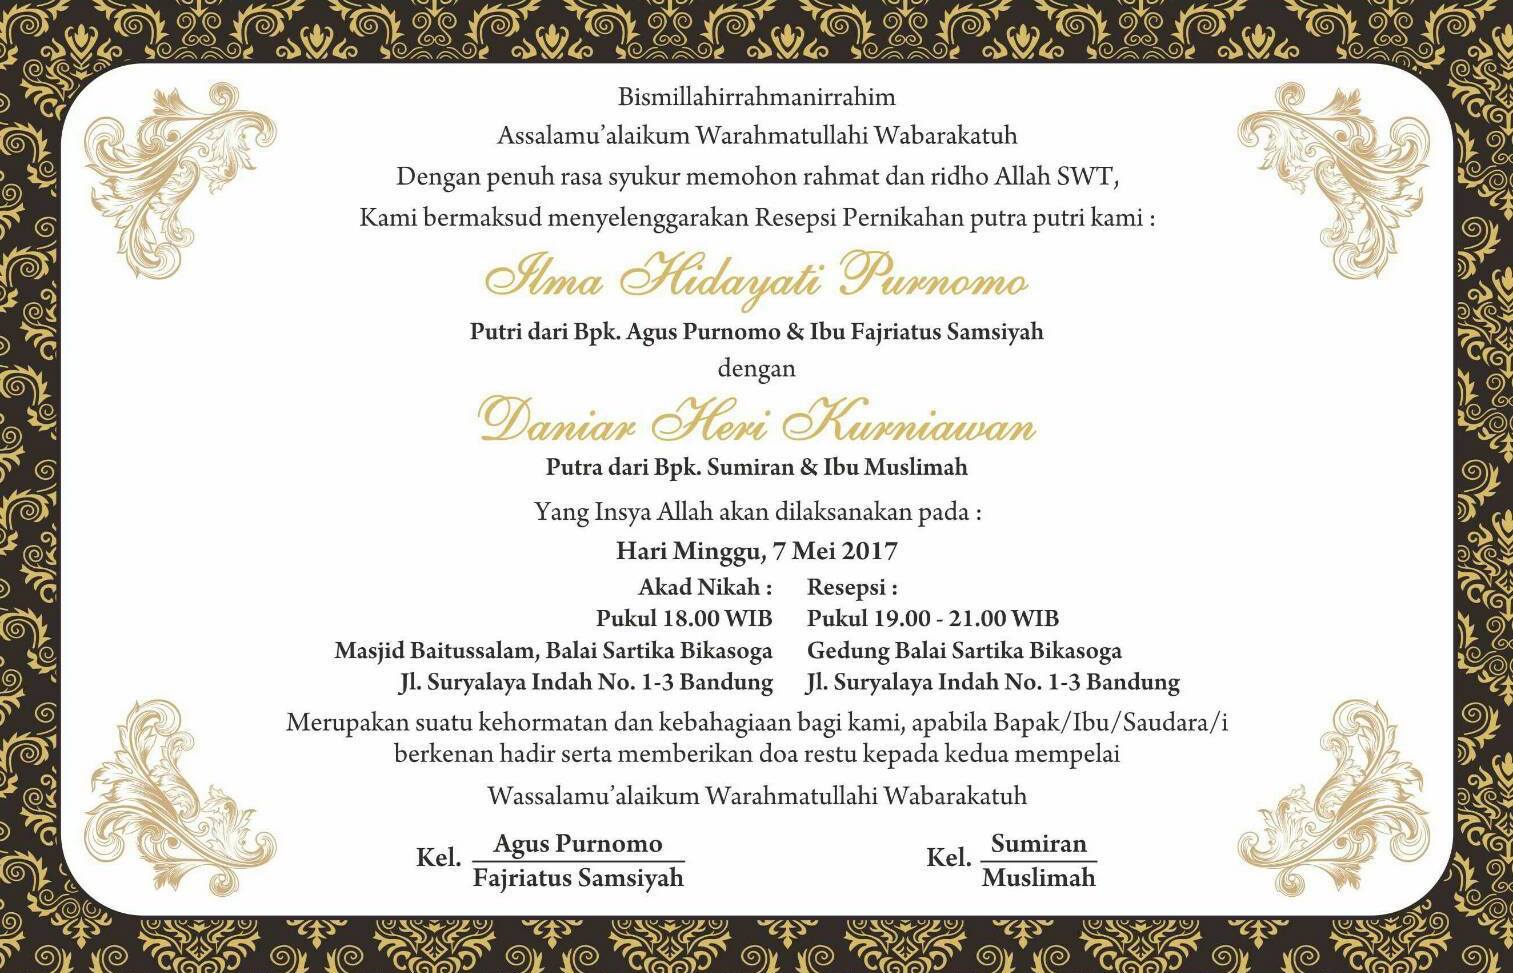 Bismillahirrahmanirrahim
Assalamu'alaikum Warahmatullahi Wabarakatuh
Dengan penuh rasa syukur memohon rahmat dan ridho Allah SWT,
Kami bermaksud menyelenggarakan Resepsi Pernikahan putra putri kami :
Ilma Hidayati Purnomo
Putri dari Bpk. Agus Purnomo & Ibu Fajriatus Samsiyah
dengan
Daniar Heri Kurniawan
Putra dari Bpk. Sumiran & Ibu Muslimah
Yang Insya Allah akan dilaksanakan pada :
Hari Minggu, 7 Mei 2017
Akad Nikah :
Pukul 18.00 WIB
Masjid Baitussalam, Balai Sartika Bikasoga
Jl. Suryalaya Indah No. 1-3 Bandung
Resepsi :
Pukul 19.00 - 21.00 WIB
Gedung Balai Sartika Bikasoga
Jl. Suryalaya Indah No. 1-3 Bandung
Merupakan suatu kehormatan dan kebahagiaan bagi kami, apabila Bapak/Ibu/Saudara/i
berkenan hadir serta memberikan doa restu kepada kedua mempelai
Wassalamu'alaikum Warahmatullahi Wabarakatuh
Kel. Agus Purnomo
Fajriatus Samsiyah
Kel. Sumiran
Muslimah